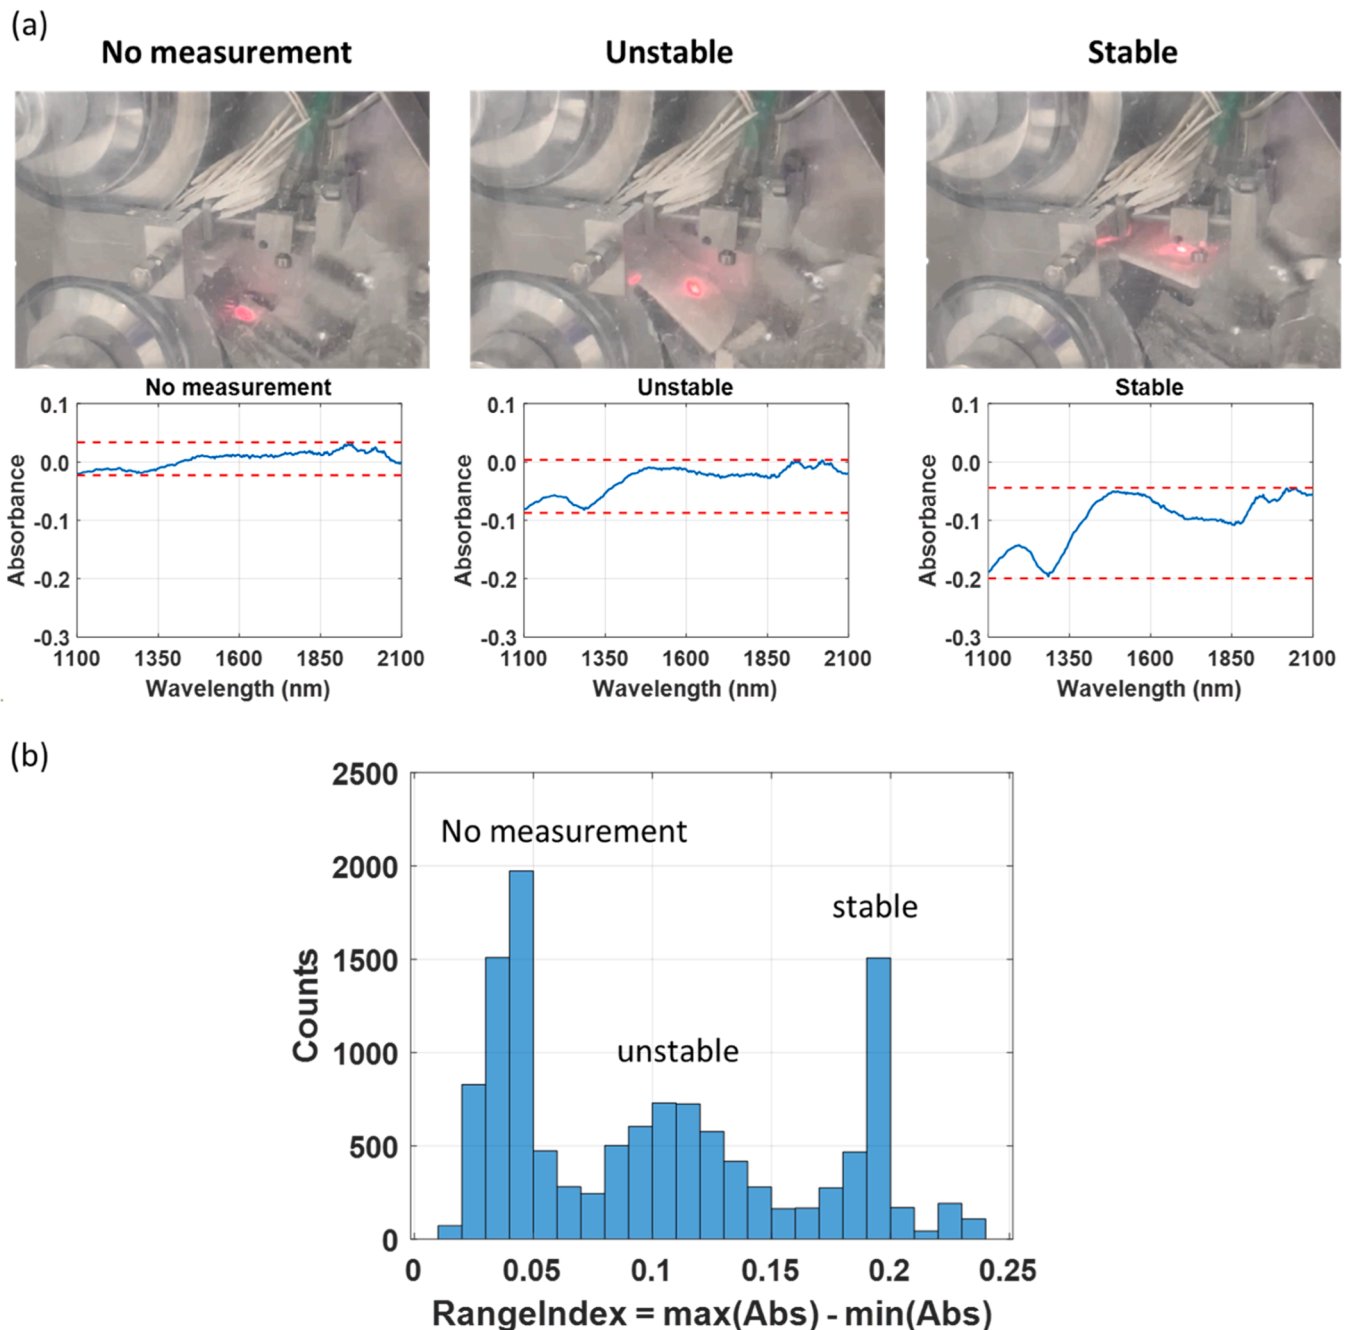 (a)
No measurement Unstable Stable
No measurement Unstable Stable
0.1 0.1 0.1
0.0 0.0 0.0
-0.1 -0.1 -0.1
-0.2 -0.2 -0.2
-0.3 -0.3 -0.3
Absorbance Absorbance Absorbance
1100 1350 1600 1850 2100 1100 1350 1600 1850 2100 1100 1350 1600 1850 2100
Wavelength (nm) Wavelength (nm) Wavelength (nm)
(b)
2500
No measurement
2000
stable
1500
Counts
unstable
1000
500
0
0 0.05 0.1 0.15 0.2 0.25
RangeIndex = max(Abs) - min(Abs)